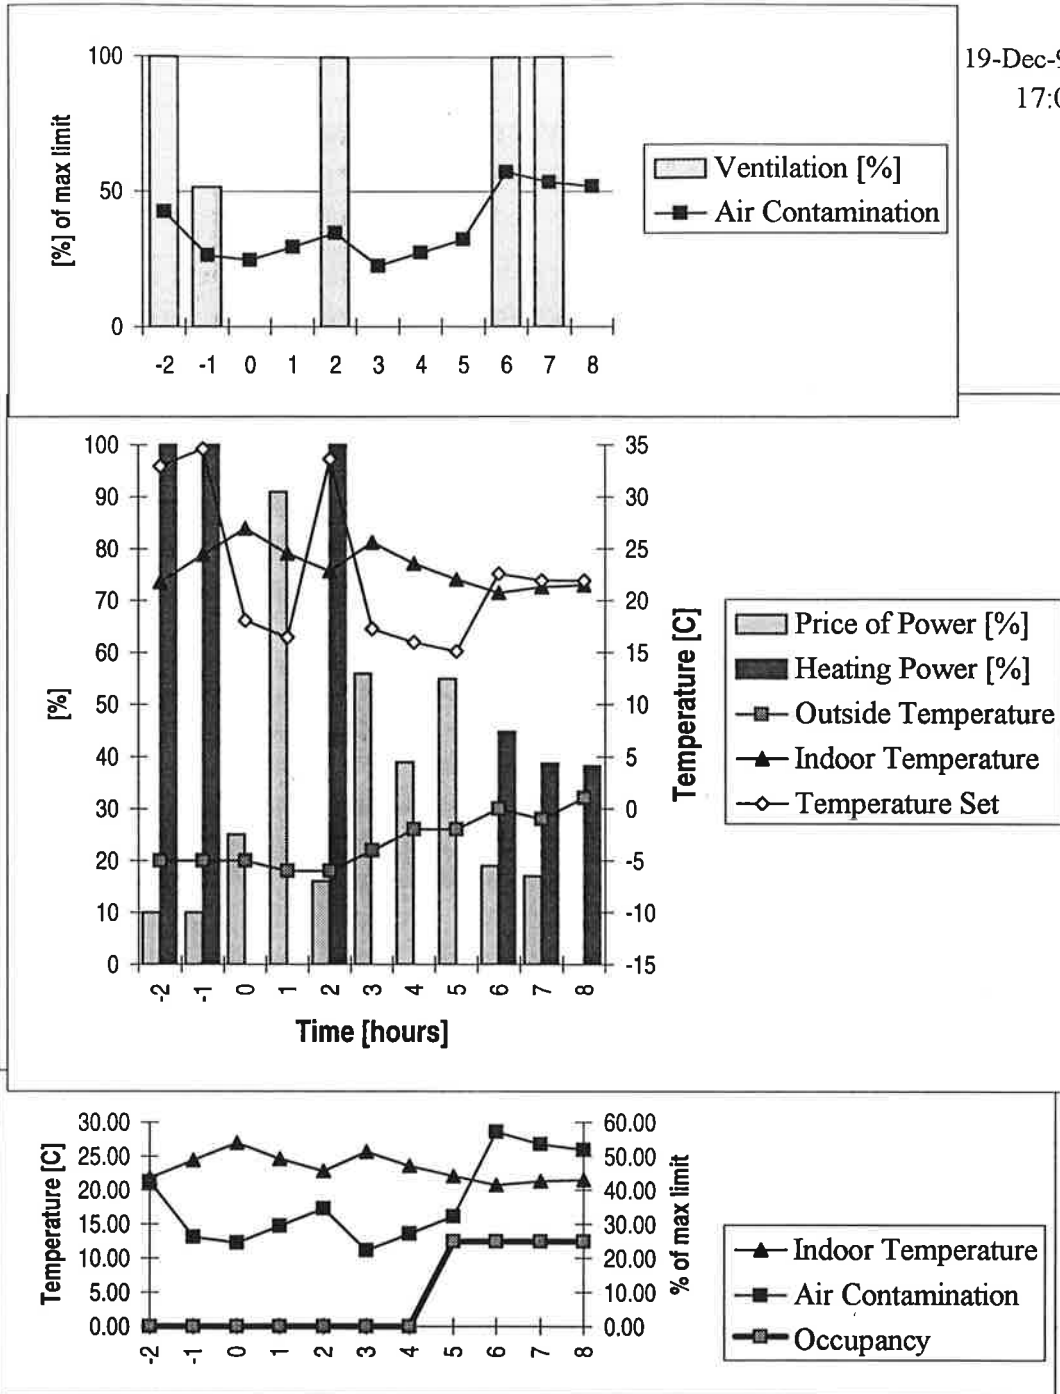 19-Dec-9
17:0
100
50
0
[%] of max limit
-2 -1 0 1 2 3 4 5 6 7 8
Ventilation [%]
Air Contamination
100
90
80
70
60
50
40
30
20
10
0
[%]
35
30
25
20
15
10
5
0
-5
-10
-15
Temperature [C]
-2 -1 0 1 2 3 4 5 6 7 8
Time [hours]
Price of Power [%]
Heating Power [%]
Outside Temperature
Indoor Temperature
Temperature Set
30.00
25.00
20.00
15.00
10.00
5.00
0.00
Temperature [C]
60.00
50.00
40.00
30.00
20.00
10.00
0.00
% of max limit
-2 -1 0 1 2 3 4 5 6 7 8
Indoor Temperature
Air Contamination
Occupancy